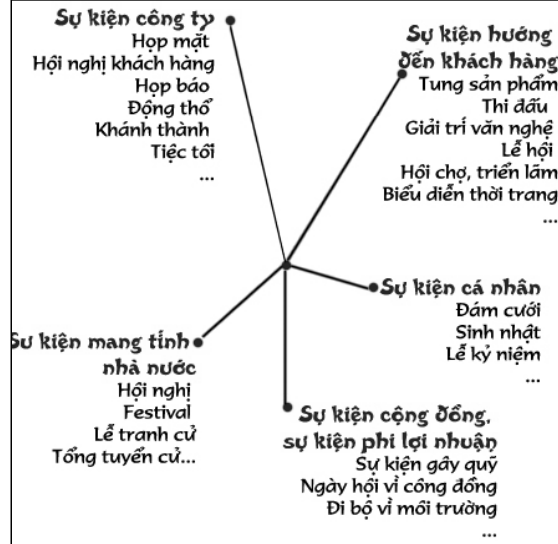 Sự kiện công ty
Họp mặt
Hội nghị khách hàng
Họp báo
Động thổ
Khánh thành
Tiệc tối
...
Sự kiện hướng
đến khách hàng
Tung sản phẩm
Thi đấu
Giải trí văn nghệ
Lễ hội
Hội chợ, triển lãm
Biểu diễn thời trang
...
Sự kiện cá nhân
Đám cưới
Sinh nhật
Lễ kỷ niệm
...
Sự kiện mang tính
nhà nước
Hội nghị
Festival
Lễ tranh cử
Tổng tuyển cử...
Sự kiện cộng đồng,
sự kiện phi lợi nhuận
Sự kiện gây quỹ
Ngày hội vì công đồng
Đi bộ vì môi trường
...